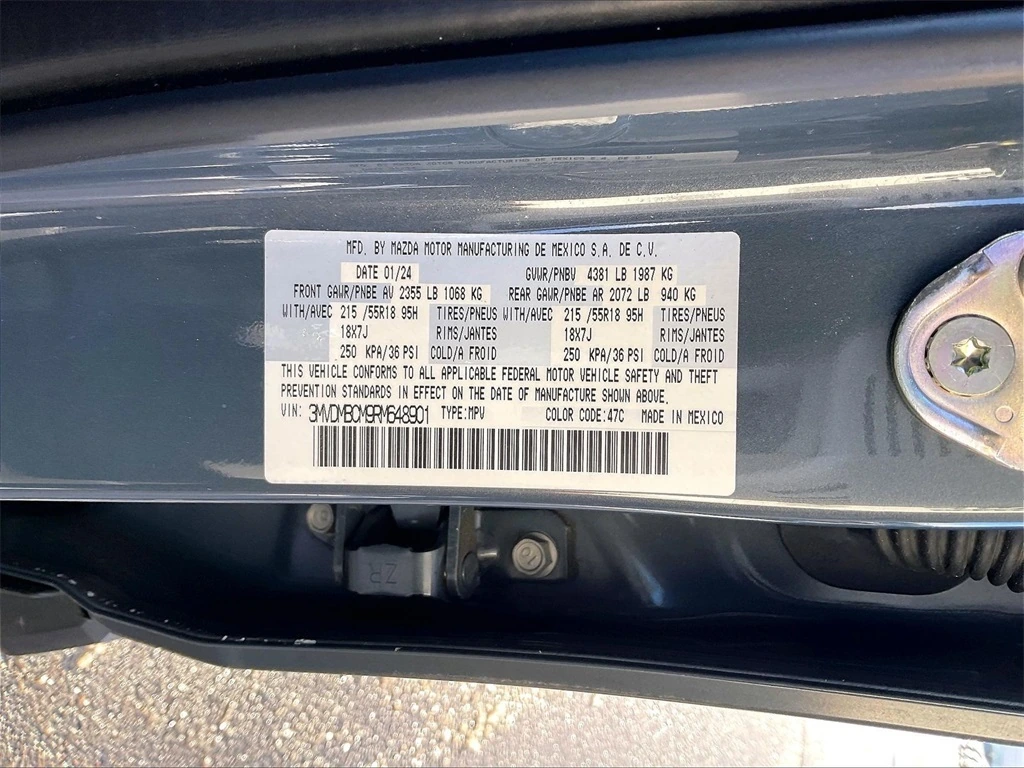 MFD. BY MAZDA MOTOR MANUFACTURING DE MEXICO S.A. DE C.V.
DATE 01/24 GVWR/PNBV 4381 LB 1987 KG
FRONT GAWR/PNBE AV 2355 LB 1068 KG REAR GAWR/PNBE AR 2072 LB 940 KG
WITH/AVEC 215 /55R18 95H TIRES/PNEUS WITH/AVEC 215 /55R18 95H TIRES/PNEUS
18X7J RIMS/JANTES 18X7J RIMS/JANTES
250 KPA/36 PSI COLD/A FROID 250 KPA/36 PSI COLD/A FROID
THIS VEHICLE CONFORMS TO ALL APPLICABLE FEDERAL MOTOR VEHICLE SAFETY AND THEFT
PREVENTION STANDARDS IN EFFECT ON THE DATE OF MANUFACTURE SHOWN ABOVE.
VIN: 3MVDMBCM9RM648901 TYPE:MPV COLOR CODE:47C MADE IN MEXICO
ZR
10